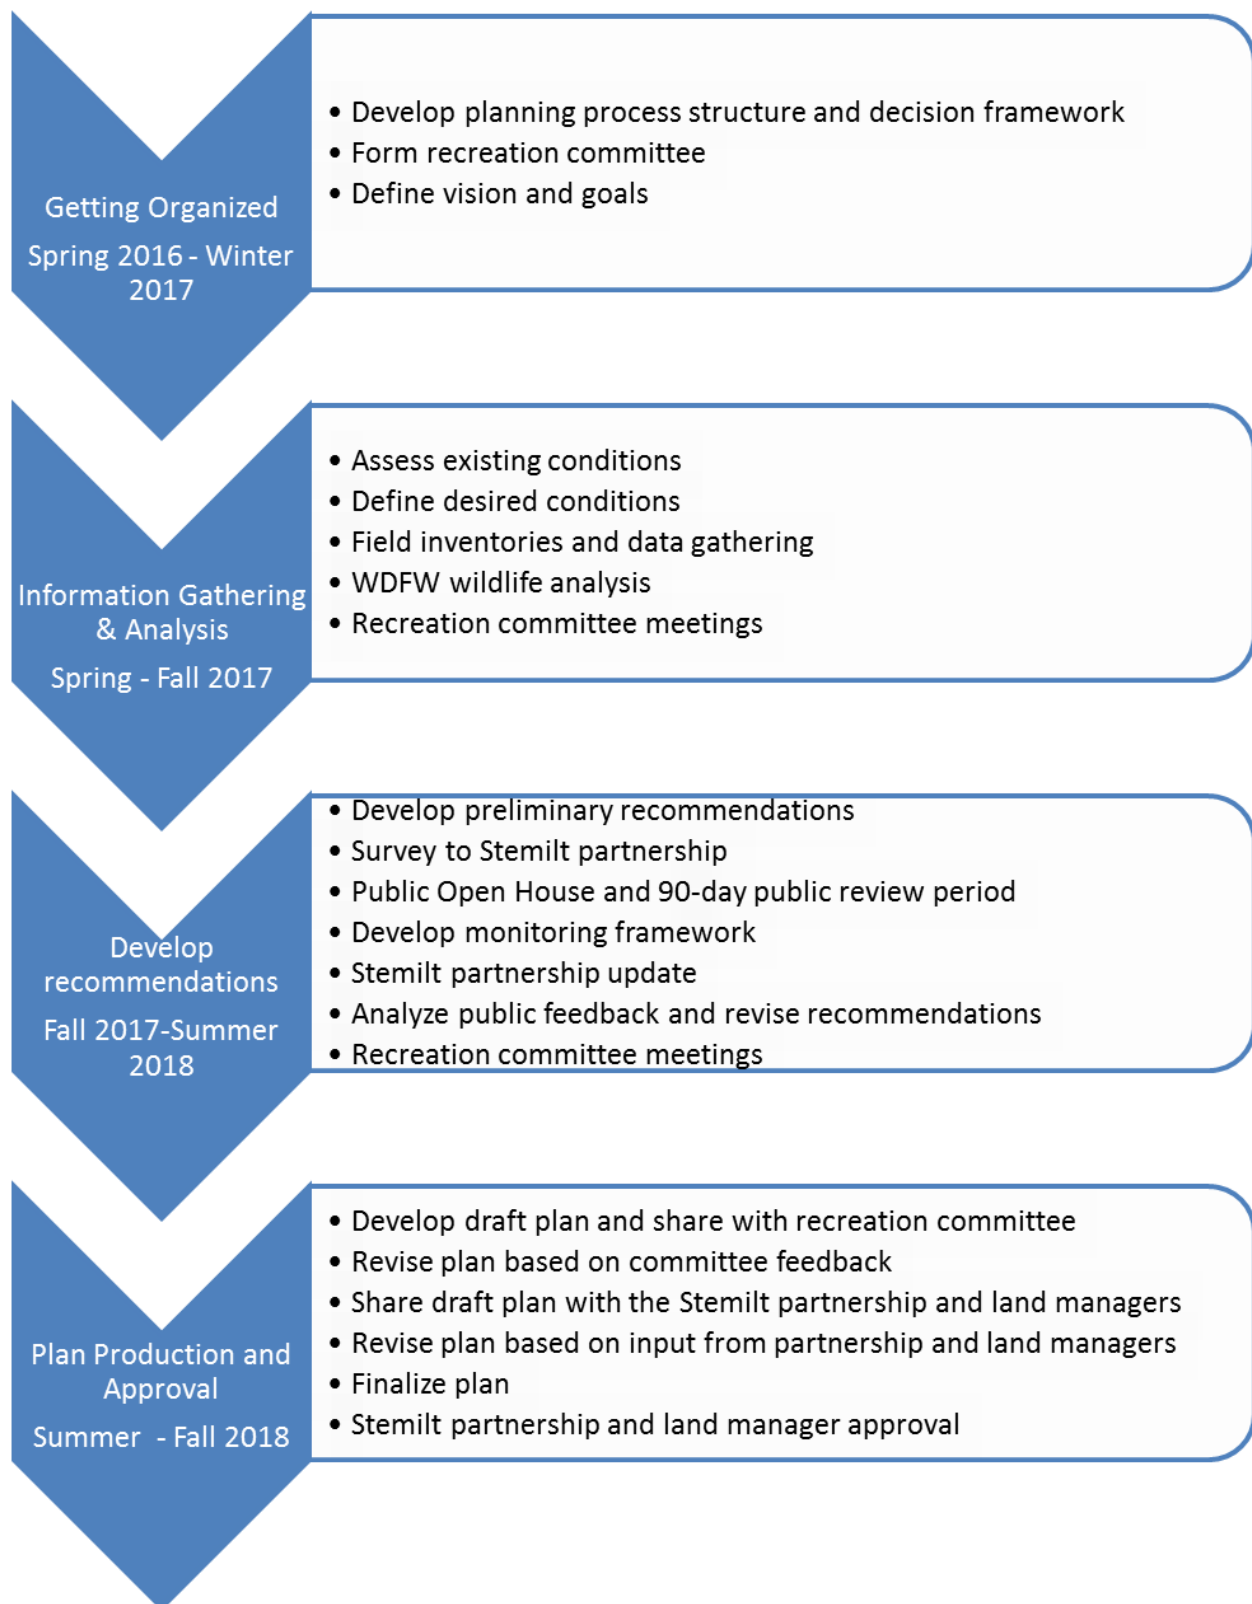 Getting Organized
Spring 2016 - Winter
2017
• Develop planning process structure and decision framework
• Form recreation committee
• Define vision and goals
Information Gathering
& Analysis
Spring - Fall 2017
• Assess existing conditions
• Define desired conditions
• Field inventories and data gathering
• WDFW wildlife analysis
• Recreation committee meetings
Develop
recommendations
Fall 2017-Summer
2018
• Develop preliminary recommendations
• Survey to Stemilt partnership
• Public Open House and 90-day public review period
• Develop monitoring framework
• Stemilt partnership update
• Analyze public feedback and revise recommendations
• Recreation committee meetings
Plan Production and
Approval
Summer  - Fall 2018
• Develop draft plan and share with recreation committee
• Revise plan based on committee feedback
• Share draft plan with the Stemilt partnership and land managers
• Revise plan based on input from partnership and land managers
• Finalize plan
• Stemilt partnership and land manager approval